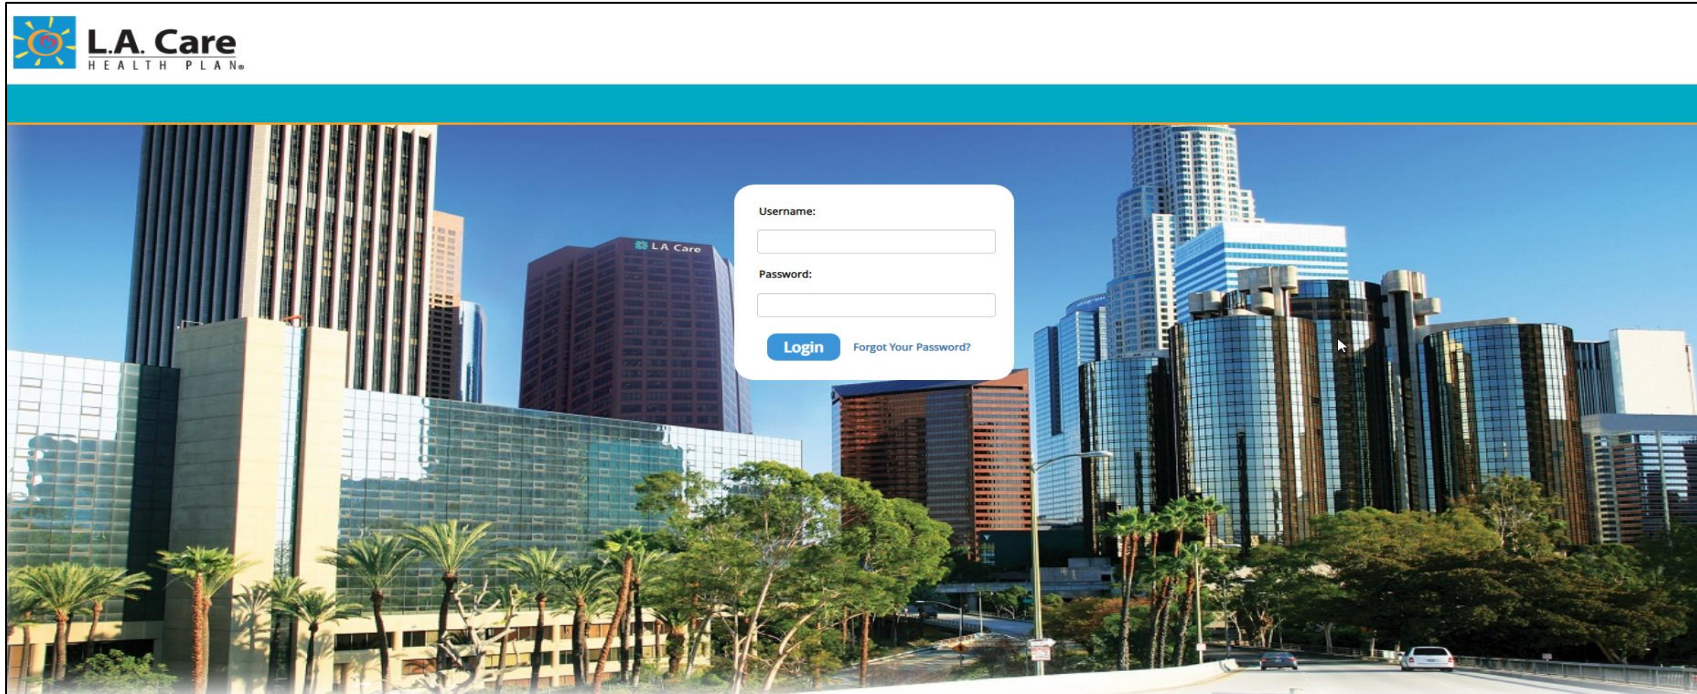 L.A. Care
HEALTH PLAN®
LA Care
Username:
Password:
Login Forgot Your Password?